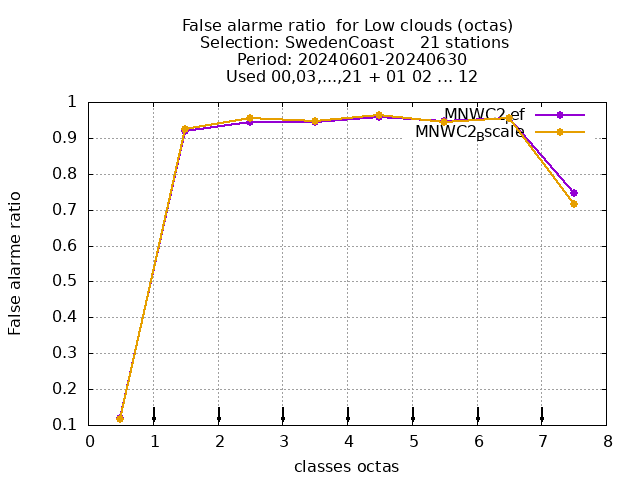 False alarme ratio  for Low clouds (octas)
Selection: SwedenCoast     21 stations
Period: 20240601-20240630
Used 00,03,...,21 + 01 02 ... 12
MNWC2 ef
MNWC2_Bscale
1
0.9
0.8
0.7
0.6
0.5
0.4
0.3
0.2
0.1
False alarme ratio
0 1 2 3 4 5 6 7 8
classes octas